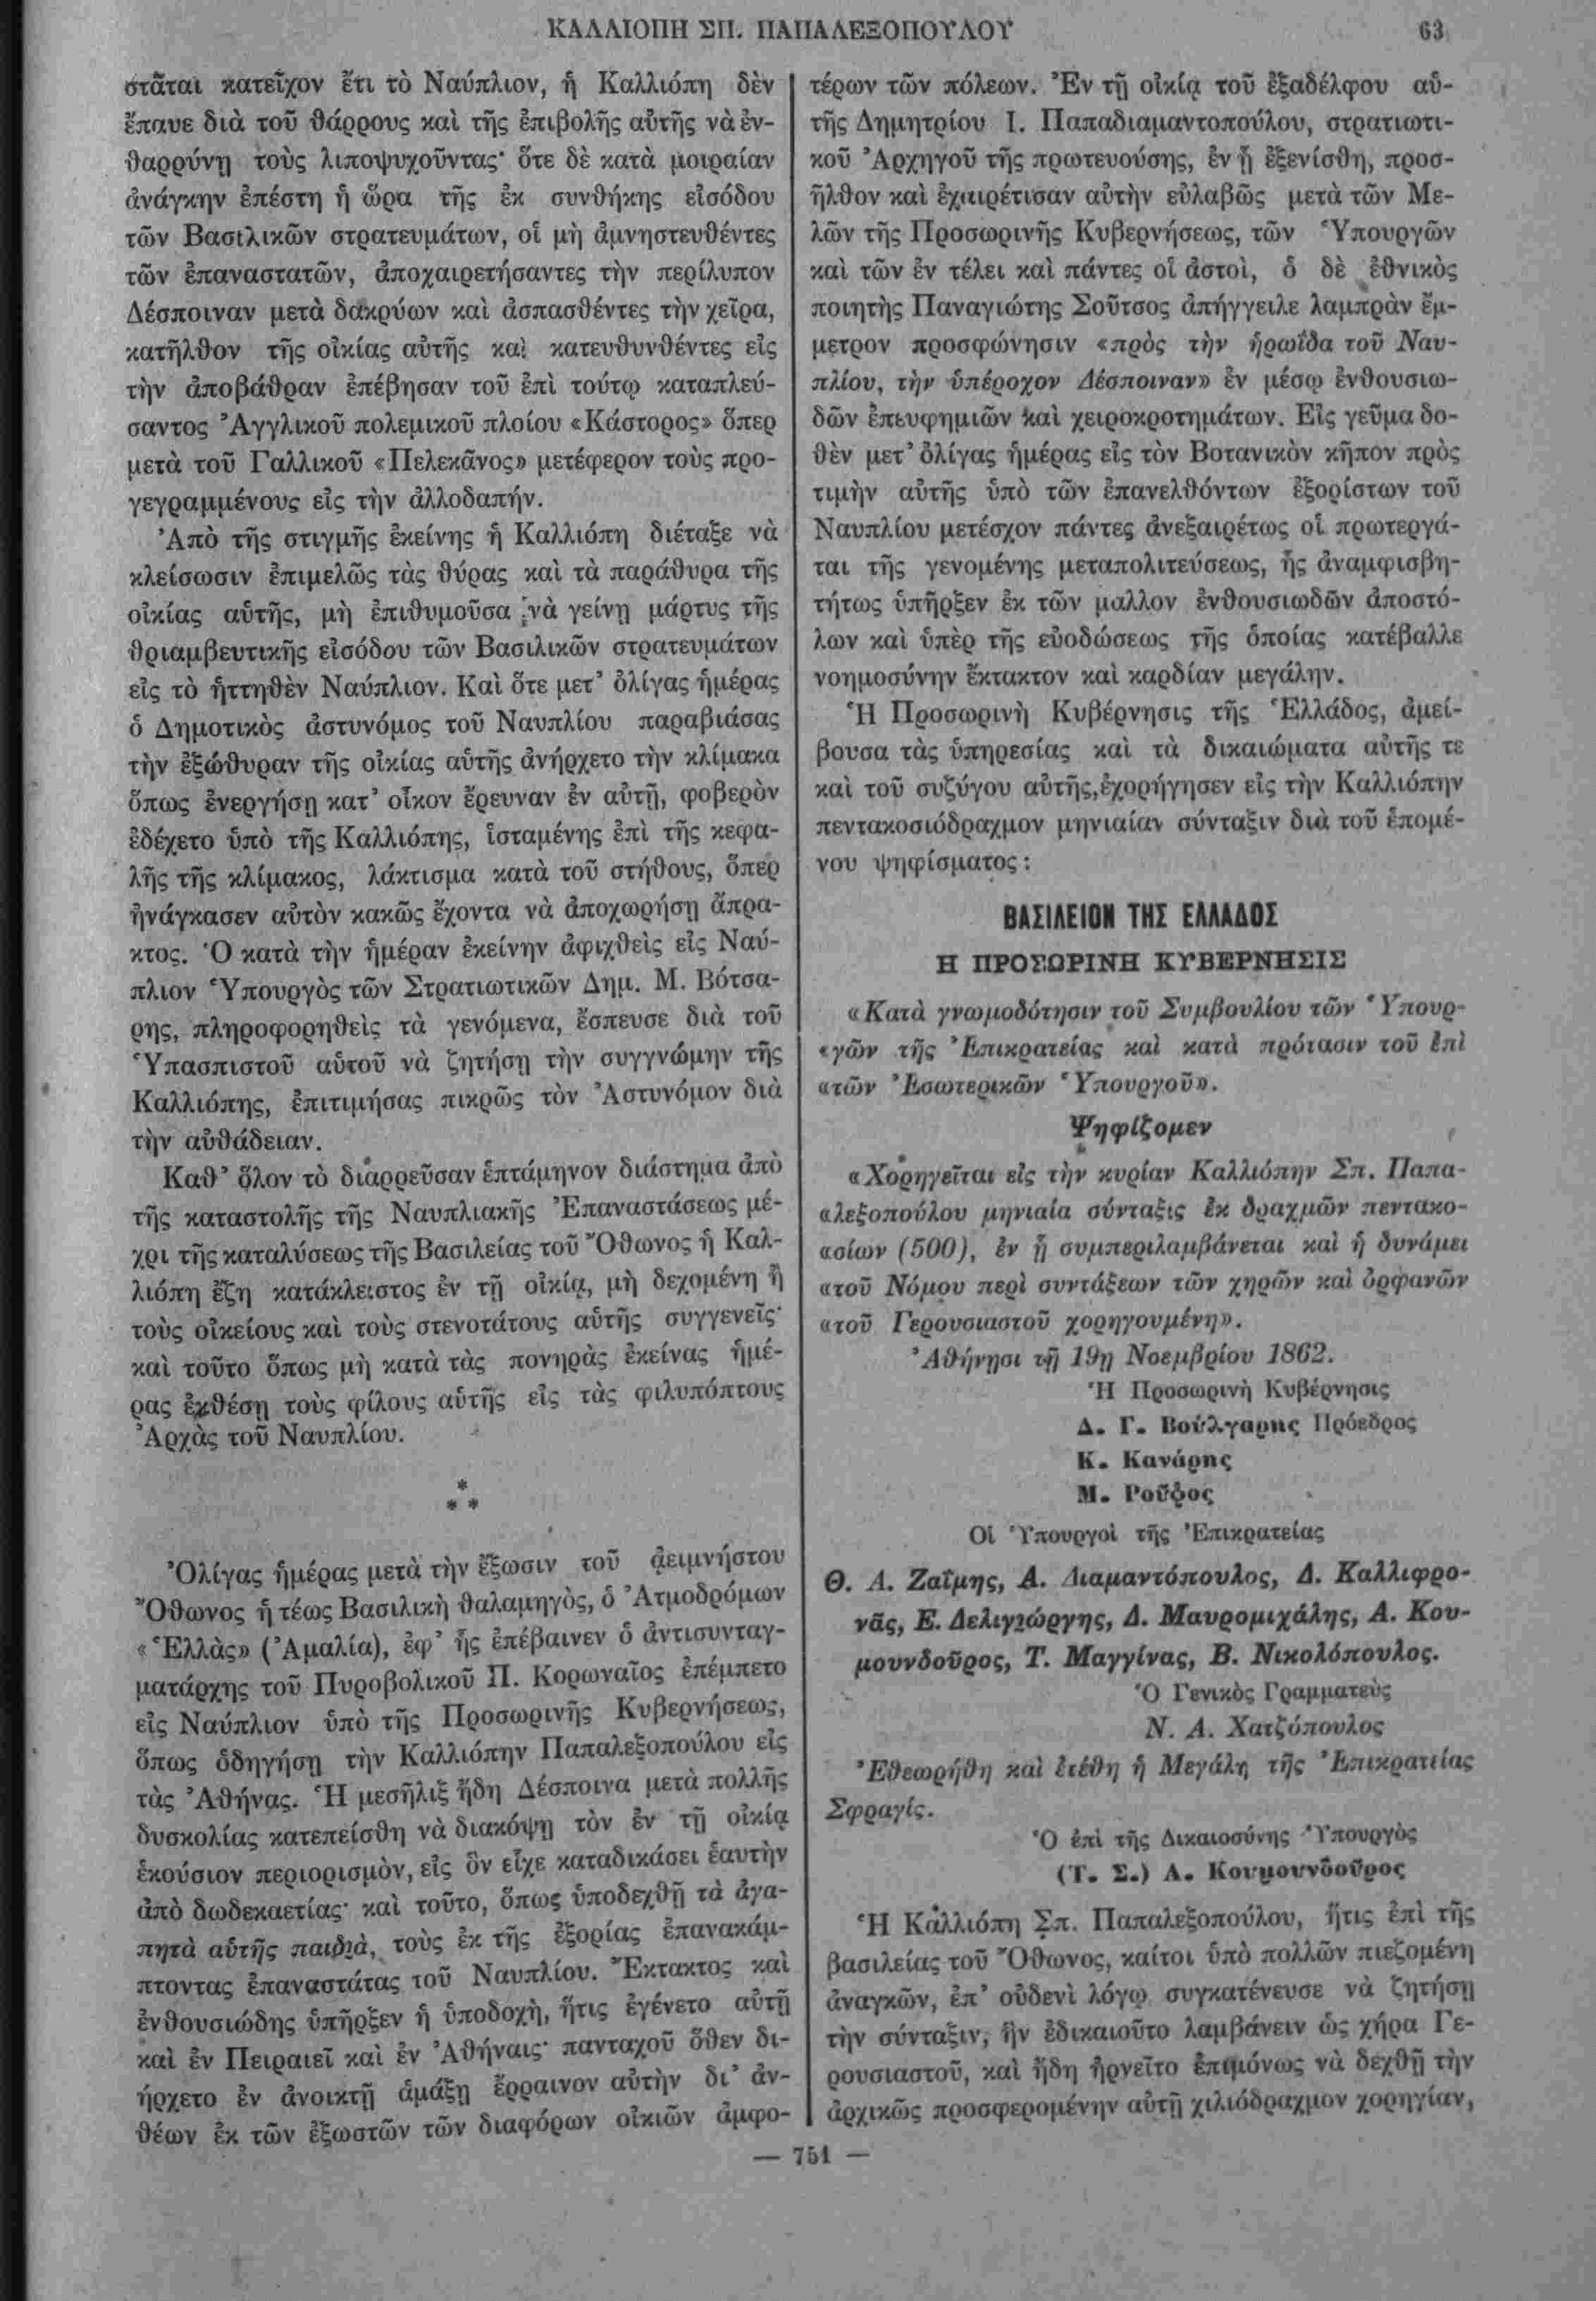 ΚΑΛΛΙΟΠΗ ΣΠ. ΠΑΠΑΛΕΞΟΠΟΥΛΟΥ
63
στᾶται κατεῖχον ἔτι τὸ Ναύπλιον, ἡ Καλλιόπη δὲν
ἔπαυε διὰ τοῦ θάρρους καὶ τῆς ἐπιβολῆς αὐτῆς νὰ ἐν-
θαρρύνῃ τοὺς λιποψυχοῦντας· ὅτε δὲ κατὰ μοιραίαν
ἀνάγκην ἐπέστη ἡ ὥρα τῆς ἐκ συνθήκης εἰσόδου
τῶν Βασιλικῶν στρατευμάτων, οἱ μὴ ἀμνηστευθέντες
τῶν ἐπαναστατῶν, ἀποχαιρετήσαντες τὴν περίλυπον
Δέσποιναν μετὰ δακρύων καὶ ἀσπασθέντες τὴν χεῖρα,
κατῆλθον τῆς οἰκίας αὐτῆς καὶ κατευθυνθέντες εἰς
τὴν ἀποβάθραν ἐπέβησαν τοῦ ἐπὶ τούτῳ καταπλεύ-
σαντος Ἀγγλικοῦ πολεμικοῦ πλοίου «Κάστορος» ὅπερ
μετὰ τοῦ Γαλλικοῦ «Πελεκᾶνος» μετέφερον τοὺς προ-
γεγραμμένους εἰς τὴν ἀλλοδαπήν.
Ἀπὸ τῆς στιγμῆς ἐκείνης ἡ Καλλιόπη διέταξε νὰ
κλείσωσιν ἐπιμελῶς τὰς θύρας καὶ τὰ παράθυρα τῆς
οἰκίας αὐτῆς, μὴ ἐπιθυμοῦσα νὰ γείνῃ μάρτυς τῆς
θριαμβευτικῆς εἰσόδου τῶν Βασιλικῶν στρατευμάτων
εἰς τὸ ἡττηθὲν Ναύπλιον. Καὶ ὅτε μετ’ ὀλίγας ἡμέρας
ὁ Δημοτικὸς ἀστυνόμος τοῦ Ναυπλίου παραβιάσας
τὴν ἐξώθυραν τῆς οἰκίας αὑτῆς ἀνήρχετο τὴν κλίμακα
ὅπως ἐνεργήσῃ κατ’ οἶκον ἔρευναν ἐν αὐτῇ, φοβερὸν
ἐδέχετο ὑπὸ τῆς Καλλιόπης, ἱσταμένης ἐπὶ τῆς κεφα-
λῆς τῆς κλίμακος, λάκτισμα κατὰ τοῦ στήθους, ὅπερ
ἠνάγκασεν αὐτὸν κακῶς ἔχοντα νὰ ἀποχωρήσῃ ἄπρα-
κτος. Ὁ κατὰ τὴν ἡμέραν ἐκείνην ἀφιχθεὶς εἰς Ναύ-
πλιον Ὑπουργὸς τῶν Στρατιωτικῶν Δημ. Μ. Βότσα-
ρης, πληροφορηθεὶς τὰ γενόμενα, ἔσπευσε διὰ τοῦ
Ὑπασπιστοῦ αὑτοῦ νὰ ζητήσῃ τὴν συγγνώμην τῆς
Καλλιόπης, ἐπιτιμήσας πικρῶς τὸν Ἀστυνόμον διὰ
τὴν αὐθάδειαν.
Καθ’ ὅλον τὸ διαρρεῦσαν ἑπτάμηνον διάστημα ἀπὸ
τῆς καταστολῆς τῆς Ναυπλιακῆς Ἐπαναστάσεως μέ-
χρι τῆς καταλύσεως τῆς Βασιλείας τοῦ Ὄθωνος ἡ Καλ-
λιόπη ἔζη κατάκλειστος ἐν τῇ οἰκίᾳ, μὴ δεχομένη ἢ
τοὺς οἰκείους καὶ τοὺς στενοτάτους αὐτῆς συγγενεῖς·
καὶ τοῦτο ὅπως μὴ κατὰ τὰς πονηρὰς ἐκείνας ἡμέ-
ρας ἐκθέσῃ τοὺς φίλους αὐτῆς εἰς τὰς φιλυπόπτους
Ἀρχὰς τοῦ Ναυπλίου.
*
* *
Ὀλίγας ἡμέρας μετὰ τὴν ἔξωσιν τοῦ ἀειμνήστου
Ὄθωνος ἡ τέως Βασιλικὴ θαλαμηγὸς, ὁ Ἀτμοδρόμων
«Ἑλλὰς» (Ἀμαλία), ἐφ’ ἧς ἐπέβαινεν ὁ ἀντισυνταγ-
ματάρχης τοῦ Πυροβολικοῦ Π. Κορωναῖος ἐπέμπετο
εἰς Ναύπλιον ὑπὸ τῆς Προσωρινῆς Κυβερνήσεως,
ὅπως ὁδηγήσῃ τὴν Καλλιόπην Παπαλεξοπούλου εἰς
τὰς Ἀθήνας. Ἡ μεσῆλιξ ἤδη Δέσποινα μετὰ πολλῆς
δυσκολίας κατεπείσθη νὰ διακόψῃ τὸν ἐν τῇ οἰκίᾳ
ἑκούσιον περιορισμὸν, εἰς ὃν εἶχε καταδικάσει ἑαυτὴν
ἀπὸ δωδεκαετίας· καὶ τοῦτο, ὅπως ὑποδεχθῇ τὰ ἀγα-
πητὰ αὑτῆς παιδιὰ, τοὺς ἐκ τῆς ἐξορίας ἐπανακάμ-
πτοντας ἐπαναστάτας τοῦ Ναυπλίου. Ἔκτακτος καὶ
ἐνθουσιώδης ὑπῆρξεν ἡ ὑποδοχὴ, ἥτις ἐγένετο αὐτῇ
καὶ ἐν Πειραιεῖ καὶ ἐν Ἀθήναις· πανταχοῦ ὅθεν δι-
ήρχετο ἐν ἀνοικτῇ ἁμάξῃ ἔρραινον αὐτὴν δι’ ἀν-
θέων ἐκ τῶν ἐξωστῶν τῶν διαφόρων οἰκιῶν ἀμφο-
τέρων τῶν πόλεων. Ἐν τῇ οἰκίᾳ τοῦ ἐξαδέλφου αὐ-
τῆς Δημητρίου Ι. Παπαδιαμαντοπούλου, στρατιωτι-
κοῦ Ἀρχηγοῦ τῆς πρωτευούσης, ἐν ᾗ ἐξενίσθη, προσ-
ῆλθον καὶ ἐχαιρέτισαν αὐτὴν εὐλαβῶς μετὰ τῶν Με-
λῶν τῆς Προσωρινῆς Κυβερνήσεως, τῶν Ὑπουργῶν
καὶ τῶν ἐν τέλει καὶ πάντες οἱ ἀστοὶ, ὁ δὲ ἐθνικὸς
ποιητὴς Παναγιώτης Σοῦτσος ἀπήγγειλε λαμπρὰν ἔμ-
μετρον προσφώνησιν «πρὸς τὴν ἡρωΐδα τοῦ Ναυ-
πλίου, τὴν ὑπέροχον Δέσποιναν» ἐν μέσῳ ἐνθουσιω-
δῶν ἐπευφημιῶν καὶ χειροκροτημάτων. Εἰς γεῦμα δο-
θὲν μετ’ ὀλίγας ἡμέρας εἰς τὸν Βοτανικὸν κῆπον πρὸς
τιμὴν αὐτῆς ὑπὸ τῶν ἐπανελθόντων ἐξορίστων τοῦ
Ναυπλίου μετέσχον πάντες ἀνεξαιρέτως οἱ πρωτεργά-
ται τῆς γενομένης μεταπολιτεύσεως, ἧς ἀναμφισβη-
τήτως ὑπῆρξεν ἐκ τῶν μᾶλλον ἐνθουσιωδῶν ἀποστό-
λων καὶ ὑπὲρ τῆς εὐοδώσεως τῆς ὁποίας κατέβαλλε
νοημοσύνην ἔκτακτον καὶ καρδίαν μεγάλην.
Ἡ Προσωρινὴ Κυβέρνησις τῆς Ἑλλάδος, ἀμεί-
βουσα τὰς ὑπηρεσίας καὶ τὰ δικαιώματα αὐτῆς τε
καὶ τοῦ συζύγου αὐτῆς, ἐχορήγησεν εἰς τὴν Καλλιόπην
πεντακοσιόδραχμον μηνιαίαν σύνταξιν διὰ τοῦ ἑπομέ-
νου ψηφίσματος:
ΒΑΣΙΛΕΙΟΝ ΤΗΣ ΕΛΛΑΔΟΣ
Η ΠΡΟΣΩΡΙΝΗ ΚΥΒΕΡΝΗΣΙΣ
«Κατὰ γνωμοδότησιν τοῦ Συμβουλίου τῶν Ὑπουρ-
«γῶν τῆς Ἐπικρατείας καὶ κατὰ πρότασιν τοῦ ἐπὶ
«τῶν Ἐσωτερικῶν Ὑπουργοῦ».
Ψηφίζομεν
«Χορηγεῖται εἰς τὴν κυρίαν Καλλιόπην Σπ. Παπα-
«λεξοπούλου μηνιαία σύνταξις ἐκ δραχμῶν πεντακο-
«σίων (500), ἐν ᾗ συμπεριλαμβάνεται καὶ ἡ δυνάμει
«τοῦ Νόμου περὶ συντάξεων τῶν χηρῶν καὶ ὀρφανῶν
«τοῦ Γερουσιαστοῦ χορηγουμένη».
Ἀθήνησι τῇ 19ῃ Νοεμβρίου 1862.
Ἡ Προσωρινὴ Κυβέρνησις
Δ. Γ. Βούλγαρης Πρόεδρος
Κ. Κανάρης
Μ. Ροῦφος
Οἱ Ὑπουργοὶ τῆς Ἐπικρατείας
Θ. Α. Ζαΐμης, Α. Διαμαντόπουλος, Δ. Καλλιφρο-
νᾶς, Ε. Δεληγιώργης, Δ. Μαυρομιχάλης, Α. Κου-
μουνδοῦρος, Τ. Μαγγίνας, Β. Νικολόπουλος.
Ὁ Γενικὸς Γραμματεὺς
Ν. Α. Χατζόπουλος
Ἐθεωρήθη καὶ ἐτέθη ἡ Μεγάλη τῆς Ἐπικρατείας
Σφραγίς.
Ὁ ἐπὶ τῆς Δικαιοσύνης Ὑπουργὸς
(Τ. Σ.) Α. Κουμουνδοῦρος
Ἡ Καλλιόπη Σπ. Παπαλεξοπούλου, ἥτις ἐπὶ τῆς
βασιλείας τοῦ Ὄθωνος, καίτοι ὑπὸ πολλῶν πιεζομένη
ἀναγκῶν, ἐπ’ οὐδενὶ λόγῳ συγκατένευσε νὰ ζητήσῃ
τὴν σύνταξιν, ἣν ἐδικαιοῦτο λαμβάνειν ὡς χήρα Γε-
ρουσιαστοῦ, καὶ ἤδη ἠρνεῖτο ἐπιμόνως νὰ δεχθῇ τὴν
ἀρχικῶς προσφερομένην αὐτῇ χιλιόδραχμον χορηγίαν,
— 751 —